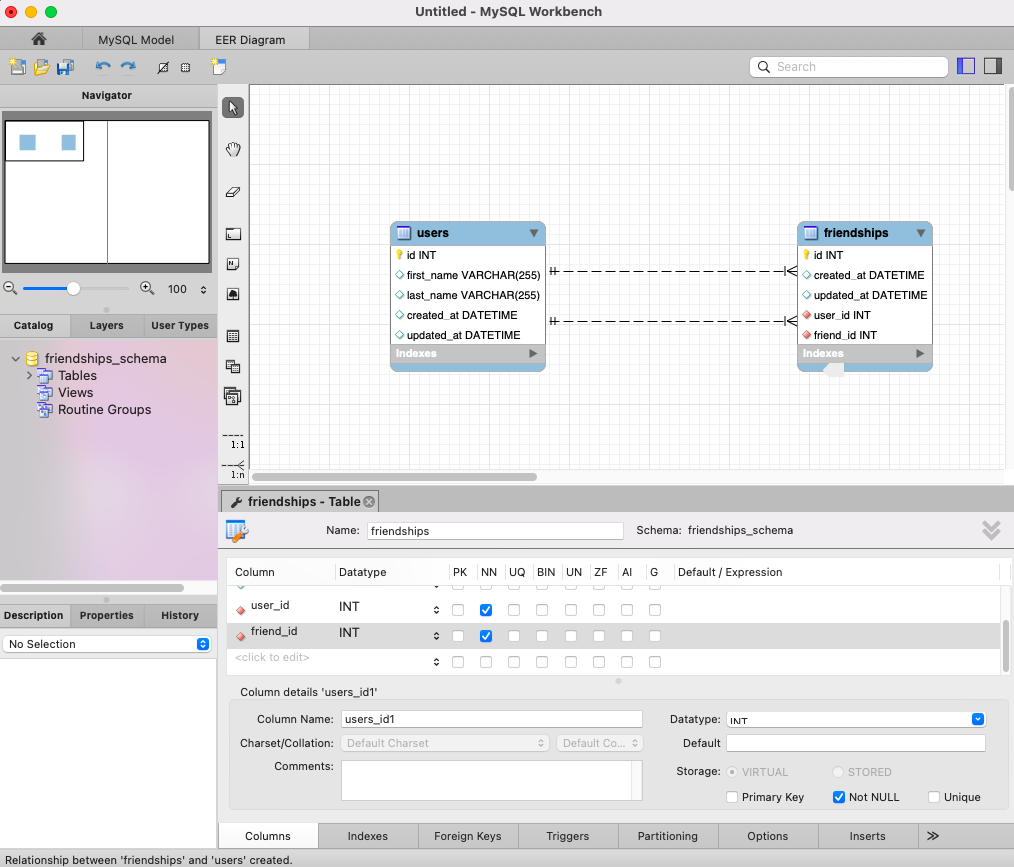 Untitled - MySQL Workbench
MySQL Model
EER Diagram
Search
Navigator
100
Catalog
Layers
User Types
friendships_schema
Tables
Views
Routine Groups
Description
Properties
History
No Selection
1:1
1:n
users
id INT
first_name VARCHAR(255)
last_name VARCHAR(255)
created_at DATETIME
updated_at DATETIME
Indexes
friendships
id INT
created_at DATETIME
updated_at DATETIME
user_id INT
friend_id INT
Indexes
friendships - Table
Name: friendships
Schema: friendships_schema
Column Datatype PK NN UQ BIN UN ZF AI G Default / Expression
user_id INT
friend_id INT
<click to edit>
Column details 'users_id1'
Column Name: users_id1
Datatype: INT
Charset/Collation: Default Charset Default Co...
Default
Comments:
Storage: VIRTUAL STORED
Primary Key Not NULL Unique
Columns Indexes Foreign Keys Triggers Partitioning Options Inserts
Relationship between 'friendships' and 'users' created.